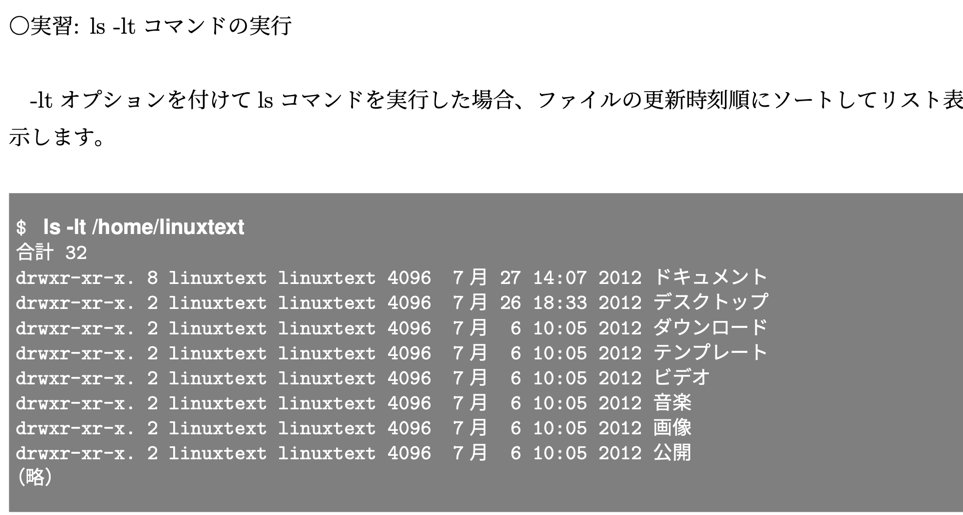 〇実習: ls -lt コマンドの実行
-lt オプションを付けて ls コマンドを実行した場合、ファイルの更新時刻順にソートしてリスト表
示します。
$ ls -lt /home/linuxtext
合計 32
drwxr-xr-x. 8 linuxtext linuxtext 4096 7月 27 14:07 2012 ドキュメント
drwxr-xr-x. 2 linuxtext linuxtext 4096 7月 26 18:33 2012 デスクトップ
drwxr-xr-x. 2 linuxtext linuxtext 4096 7月 6 10:05 2012 ダウンロード
drwxr-xr-x. 2 linuxtext linuxtext 4096 7月 6 10:05 2012 テンプレート
drwxr-xr-x. 2 linuxtext linuxtext 4096 7月 6 10:05 2012 ビデオ
drwxr-xr-x. 2 linuxtext linuxtext 4096 7月 6 10:05 2012 音楽
drwxr-xr-x. 2 linuxtext linuxtext 4096 7月 6 10:05 2012 画像
drwxr-xr-x. 2 linuxtext linuxtext 4096 7月 6 10:05 2012 公開
(略)